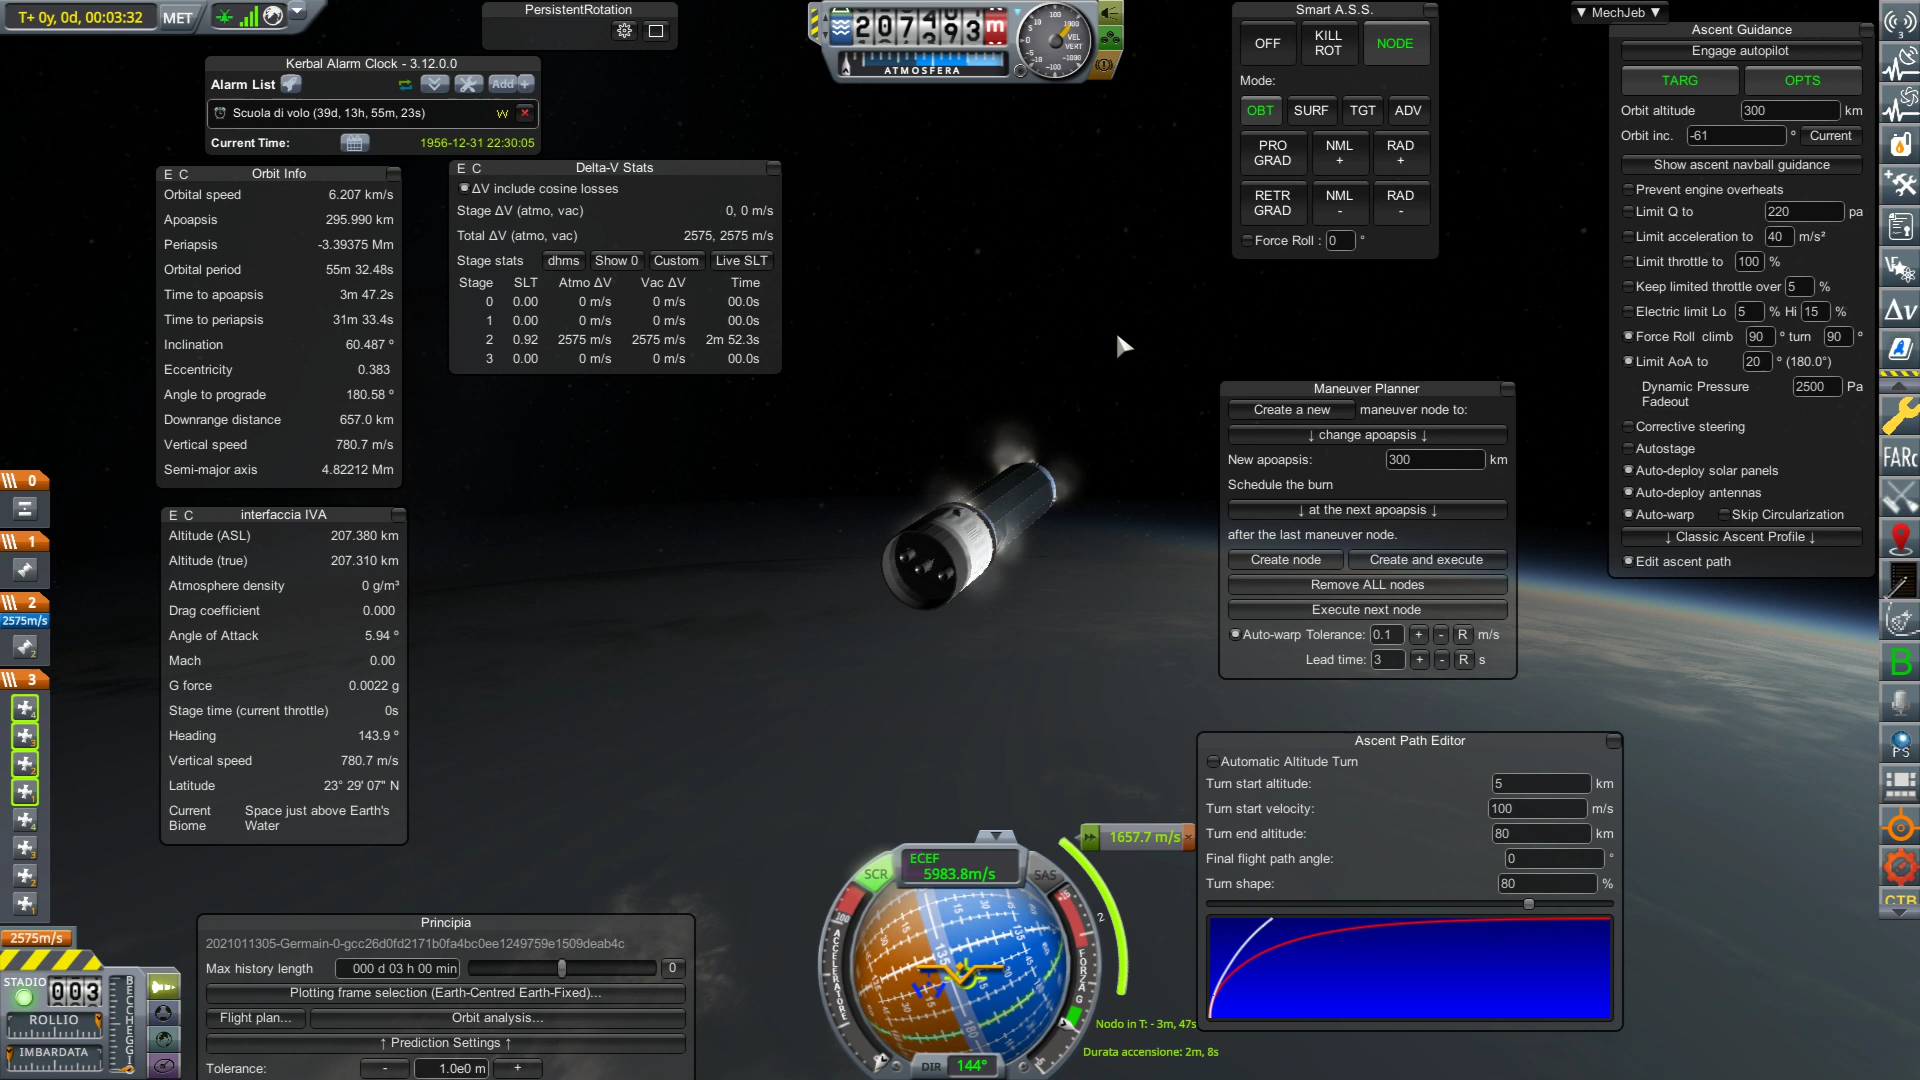 T+ 0y, 0d, 00:03:32 MET
Kerbal Alarm Clock - 3.12.0.0
Alarm List Add +
Scuola di volo (39d, 13h, 55m, 23s) W
Current Time: 1956-12-31 22:30:05
E C Orbit Info
Orbital speed 6.207 km/s
Apoapsis 295.990 km
Periapsis -3.39375 Mm
Orbital period 55m 32.48s
Time to apoapsis 3m 47.2s
Time to periapsis 31m 33.4s
Inclination 60.487 º
Eccentricity 0.383
Angle to prograde 180.58 º
Downrange distance 657.0 km
Vertical speed 780.7 m/s
Semi-major axis 4.82212 Mm
E C interfaccia IVA
Altitude (ASL) 207.380 km
Altitude (true) 207.310 km
Atmosphere density 0 g/m³
Drag coefficient 0.000
Angle of Attack 5.94 º
Mach 0.00
G force 0.0022 g
Stage time (current throttle) 0s
Heading 143.9 º
Vertical speed 780.7 m/s
Latitude 23° 29' 07" N
Current Biome Space just above Earth's
Water
PersistentRotation
E C Delta-V Stats
ΔV include cosine losses
Stage ΔV (atmo, vac) 0, 0 m/s
Total ΔV (atmo, vac) 2575, 2575 m/s
Stage stats dhms Show 0 Custom Live SLT
Stage SLT Atmo ΔV Vac ΔV Time
0 0.00 0 m/s 0 m/s 00.0s
1 0.00 0 m/s 0 m/s 00.0s
2 0.92 2575 m/s 2575 m/s 2m 52.3s
3 0.00 0 m/s 0 m/s 00.0s
ATMOSFERA
VEL VERT
Smart A.S.S.
OFF KILL ROT NODE
Mode:
OBT SURF TGT ADV
PRO GRAD NML + RAD +
RETR GRAD NML - RAD -
Force Roll : 0 °
▼ MechJeb ▼
Ascent Guidance
Engage autopilot
TARG OPTS
Orbit altitude 300 km
Orbit inc. -61 º Current
Show ascent navball guidance
Prevent engine overheats
Limit Q to 220 pa
Limit acceleration to 40 m/s²
Limit throttle to 100 %
Keep limited throttle over 5 %
Electric limit Lo 5 % Hi 15 %
Force Roll climb 90 ° turn 90 °
Limit AoA to 20 ° (180.0°)
Dynamic Pressure 2500 Pa
Fadeout
Corrective steering
Autostage
Auto-deploy solar panels
Auto-deploy antennas
Auto-warp Skip Circularization
↓ Classic Ascent Profile ↓
Edit ascent path
Maneuver Planner
Create a new maneuver node to:
↓ change apoapsis ↓
New apoapsis: 300 km
Schedule the burn
↓ at the next apoapsis ↓
after the last maneuver node.
Create node Create and execute
Remove ALL nodes
Execute next node
Auto-warp Tolerance: 0.1 + - R m/s
Lead time: 3 + - R s
Ascent Path Editor
Automatic Altitude Turn
Turn start altitude: 5 km
Turn start velocity: 100 m/s
Turn end altitude: 80 km
Final flight path angle: 0 °
Turn shape: 80 %
0
1
2
2575m/s
3
2575m/s
STADIO 003
ROLLIO
IMBARDATA
BECHEGGIO
Principia
2021011305-Germain-0-gcc26d0fd2171b0fa4bc0ee1249759e1509deab4c
Max history length 000 d 03 h 00 min 0
Plotting frame selection (Earth-Centred Earth-Fixed)...
Flight plan... Orbit analysis...
↑ Prediction Settings ↑
Tolerance: - 1.0e0 m +
ECEF
5983.8m/s
SCR SAS
ACCELERATORE
FORZA G
DIR 144°
1657.7 m/s
Nodo in T: - 3m, 47s
Durata accensione: 2m, 8s
Δv
FARc
B
PS
CTB